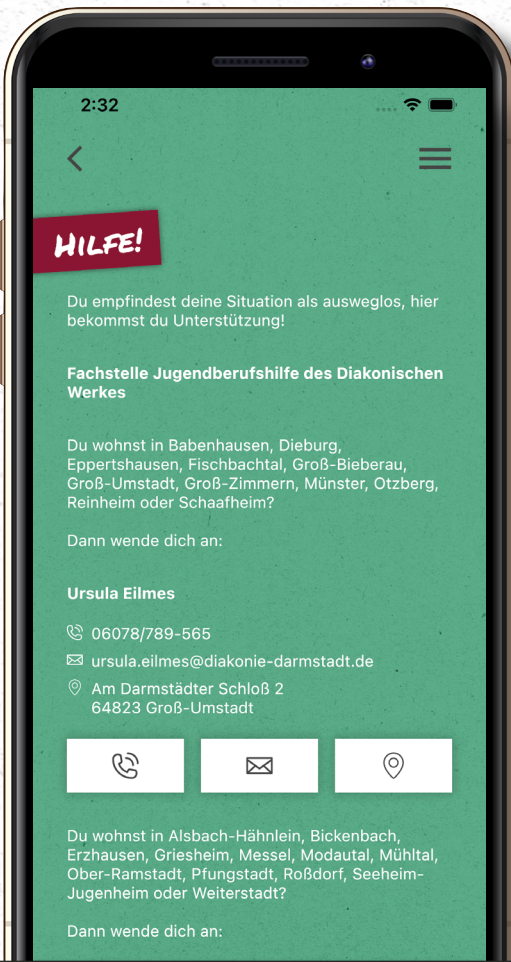 2:32
HILFE!
Du empfindest deine Situation als ausweglos, hier
bekommst du Unterstützung!
Fachstelle Jugendberufshilfe des Diakonischen
Werkes
Du wohnst in Babenhausen, Dieburg,
Eppertshausen, Fischbachtal, Groß-Bieberau,
Groß-Umstadt, Groß-Zimmern, Münster, Otzberg,
Reinheim oder Schaafheim?
Dann wende dich an:
Ursula Eilmes
06078/789-565
ursula.eilmes@diakonie-darmstadt.de
Am Darmstädter Schloß 2
64823 Groß-Umstadt
Du wohnst in Alsbach-Hähnlein, Bickenbach,
Erzhausen, Griesheim, Messel, Modautal, Mühltal,
Ober-Ramstadt, Pfungstadt, Roßdorf, Seeheim-
Jugenheim oder Weiterstadt?
Dann wende dich an: